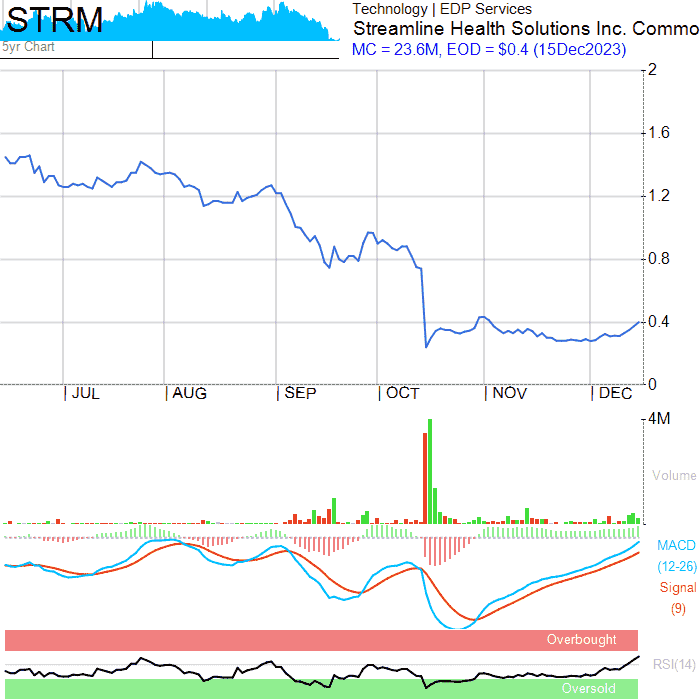 STRM
Technology | EDP Services
Streamline Health Solutions Inc. Commo
5yr Chart
MC = 23.6M, EOD = $0.4 (15Dec2023)
2
1.6
1.2
0.8
0.4
0
JUL
AUG
SEP
OCT
NOV
DEC
4M
Volume
MACD
(12-26)
Signal
(9)
Overbought
RSI(14)
Oversold